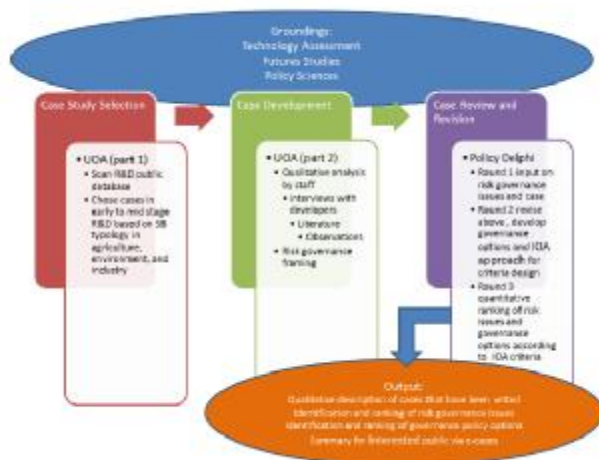 Groundings:
Technology Assessment
Futures Studies
Policy Sciences
Case Study Selection
Case Development
Case Review and
Revision
• UOA (part 1)
• Scan R&D public
database
• Chose cases in
early to mid stage
R&D based on SB
typology in
agriculture,
environment, and
industry
• UOA (part 2)
• Qualitative analysis
by staff
• Interviews with
developers
• Literature
• Observations
• Risk governance
framing
• Policy Delphi
• Round 1 input on
risk governance
issues and case
• Round 2 revise
above, develop
governance
options and IOA
approach for
criteria design
• Round 3
quantitative
ranking of risk
issues and
governance
options according
to IOA criteria
Output:
Qualitative description of cases that have been vetted
Identification and ranking of risk governance issues
Identification and ranking of governance policy options
Summary for interested public via e-cases